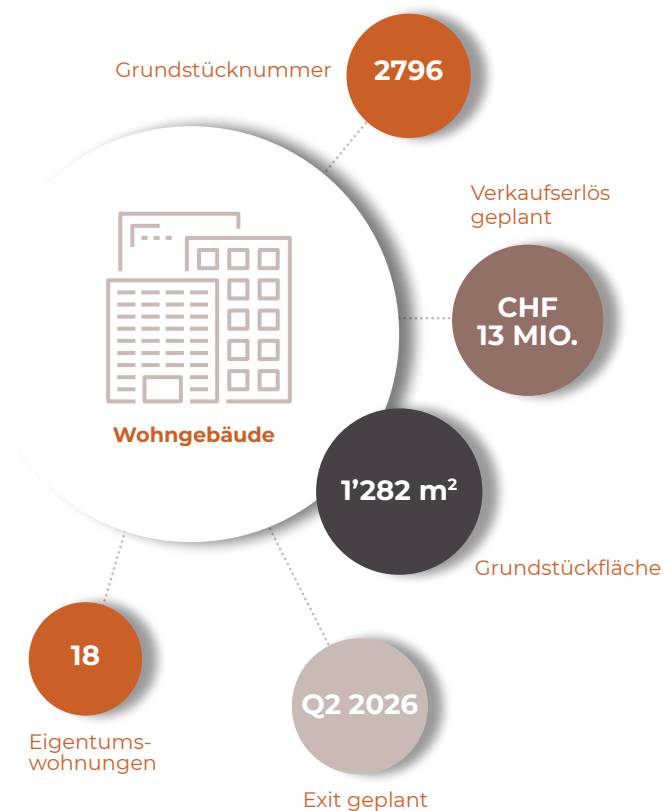 Grundstücknummer
2796
Verkaufserlös
geplant
CHF
13 MIO.
Wohngebäude
1’282 m²
Grundstückfläche
18
Eigentums-
wohnungen
Q2 2026
Exit geplant